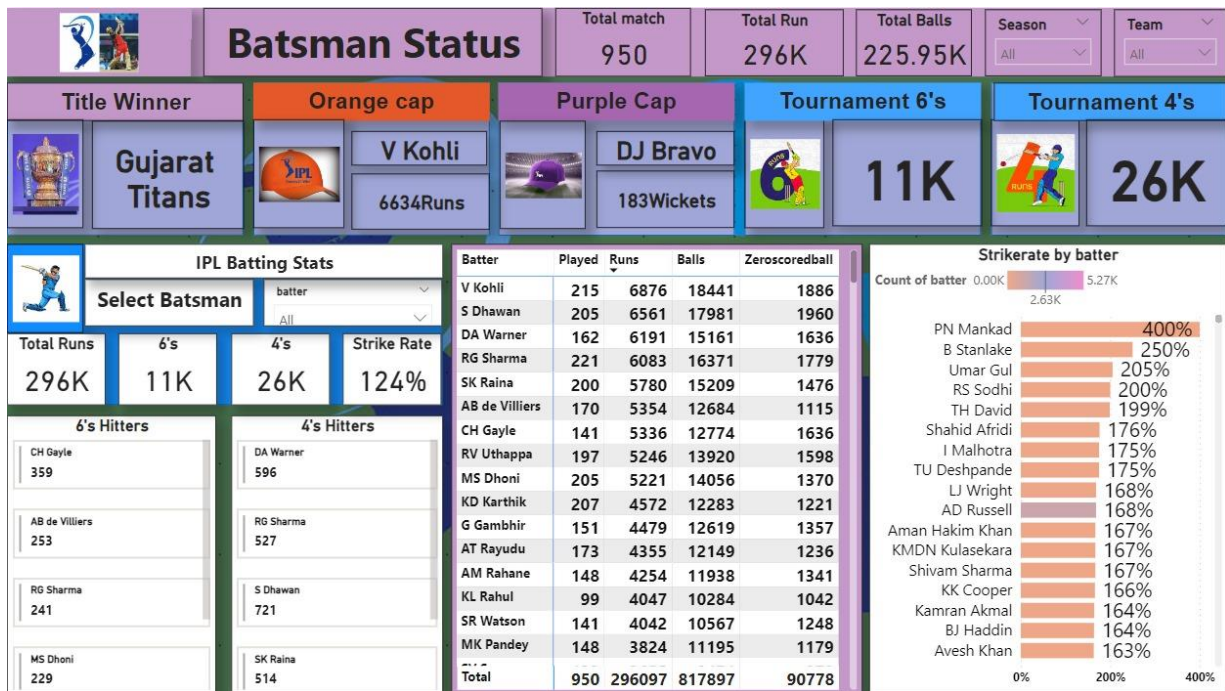 Batsman Status
Total match
950
Total Run
296K
Total Balls
225.95K
Season
All
Team
All
Title Winner
Gujarat
Titans
Orange cap
IPL
V Kohli
6634Runs
Purple Cap
DJ Bravo
183Wickets
Tournament 6's
6
RUNS
11K
Tournament 4's
4
RUNS
26K
IPL Batting Stats
Select Batsman
batter
All
Total Runs
296K
6's
11K
4's
26K
Strike Rate
124%
6's Hitters
CH Gayle
359
AB de Villiers
253
RG Sharma
241
MS Dhoni
229
4's Hitters
DA Warner
596
RG Sharma
527
S Dhawan
721
SK Raina
514
Batter Played Runs Balls Zeroscoredball
V Kohli 215 6876 18441 1886
S Dhawan 205 6561 17981 1960
DA Warner 162 6191 15161 1636
RG Sharma 221 6083 16371 1779
SK Raina 200 5780 15209 1476
AB de Villiers 170 5354 12684 1115
CH Gayle 141 5336 12774 1636
RV Uthappa 197 5246 13920 1598
MS Dhoni 205 5221 14056 1370
KD Karthik 207 4572 12283 1221
G Gambhir 151 4479 12619 1357
AT Rayudu 173 4355 12149 1236
AM Rahane 148 4254 11938 1341
KL Rahul 99 4047 10284 1042
SR Watson 141 4042 10567 1248
MK Pandey 148 3824 11195 1179
Total 950 296097 817897 90778
Strikerate by batter
Count of batter 0.00K 5.27K
2.63K
PN Mankad 400%
B Stanlake 250%
Umar Gul 205%
RS Sodhi 200%
TH David 199%
Shahid Afridi 176%
I Malhotra 175%
TU Deshpande 175%
LJ Wright 168%
AD Russell 168%
Aman Hakim Khan 167%
KMDN Kulasekara 167%
Shivam Sharma 167%
KK Cooper 166%
Kamran Akmal 164%
BJ Haddin 164%
Avesh Khan 163%
0% 200% 400%